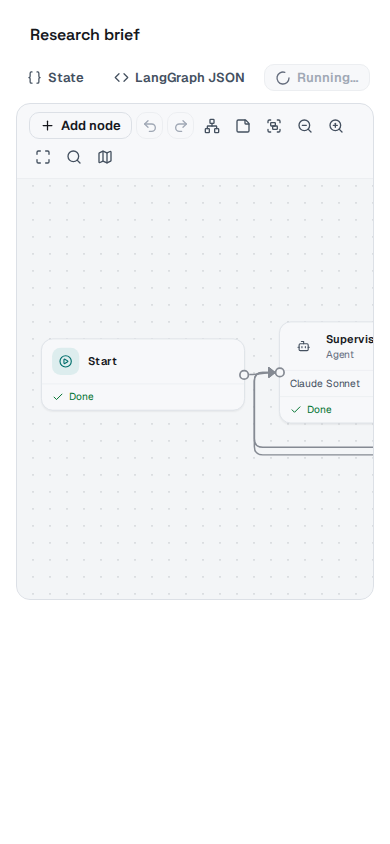 Research brief
State
LangGraph JSON
Running...
Add node
Start
Done
Supervis
Agent
Claude Sonnet
Done